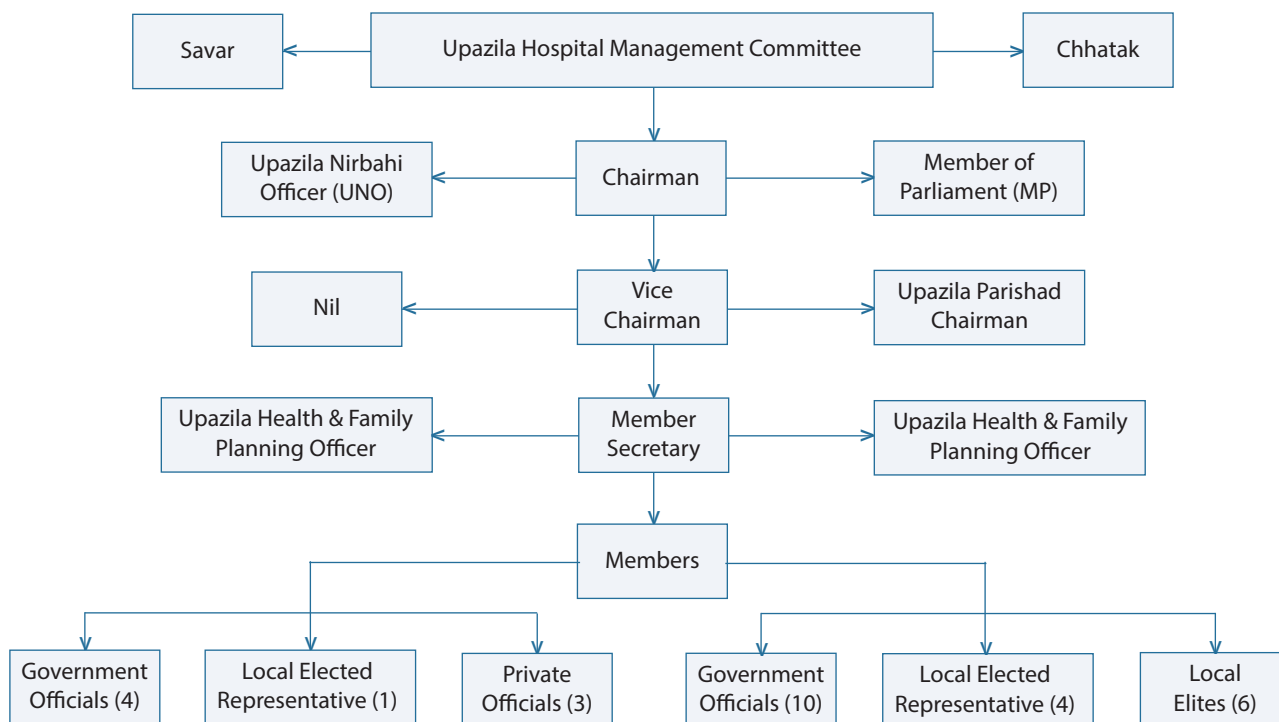 Savar
Upazila Hospital Management Committee
Chhatak
Upazila Nirbahi
Officer (UNO)
Chairman
Member of
Parliament (MP)
Nil
Vice
Chairman
Upazila Parishad
Chairman
Upazila Health & Family
Planning Officer
Member
Secretary
Upazila Health & Family
Planning Officer
Members
Government
Officials (4)
Local Elected
Representative (1)
Private
Officials (3)
Government
Officials (10)
Local Elected
Representative (4)
Local
Elites (6)